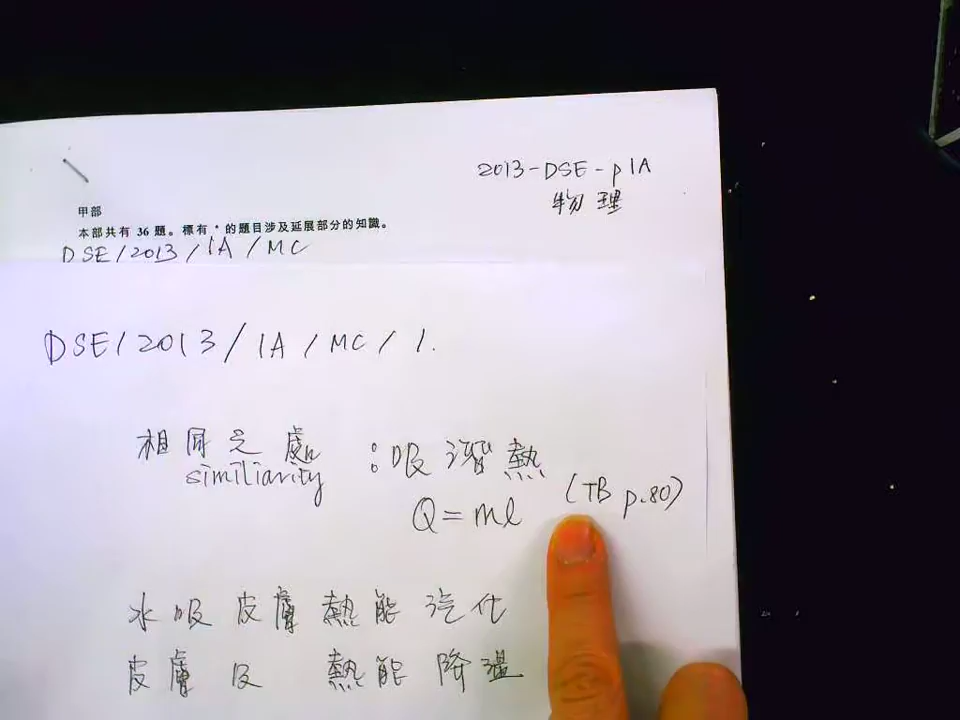 2013-DSE-p1A
物理
甲部
本部共有 36 題。標有 * 的題目涉及延展部分的知識。
DSE/2013/1A/MC
DSE/2013/1A/MC/1.
相同之處 :吸潛熱
similiarity
Q=mℓ (TB p.80)
水吸皮膚熱能汽化
皮膚及 熱能降溫